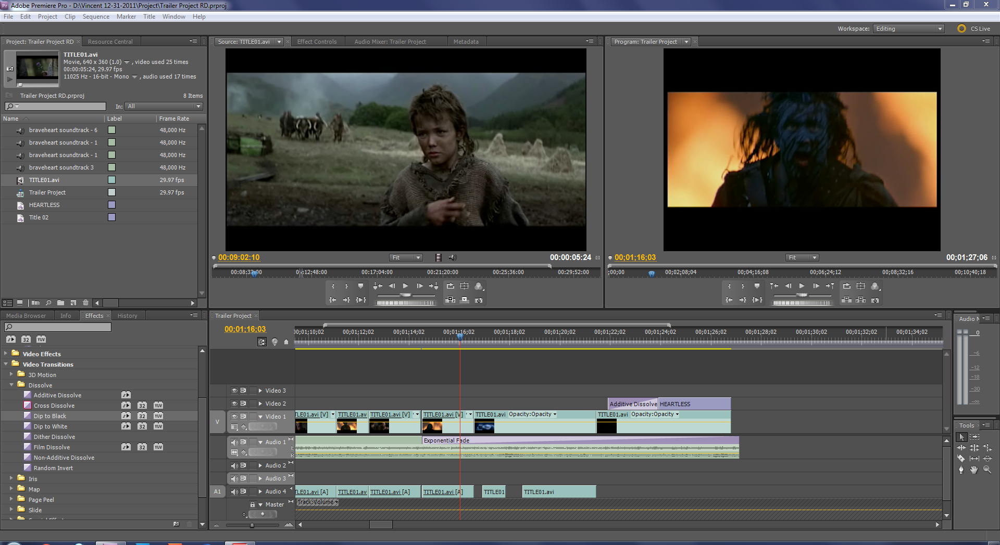 Adobe Premiere Pro - D:\Vincent 12-31-2011\Project\Trailer Project RD.prproj
File Edit Project Clip Sequence Marker Title Window Help
Workspace: Editing CS Live
Project: Trailer Project RD Resource Central
TITLE01.avi
Movie, 640 x 360 (1.0) , video used 25 times
00:00:05:24, 29.97 fps
11025 Hz - 16-bit - Mono , audio used 17 times
Trailer Project RD.prproj 8 Items
In: All
Name Label Frame Rate
braveheart soundtrack - 6 48,000 Hz
braveheart soundtrack - 1 48,000 Hz
braveheart soundtrack - 1 48,000 Hz
braveheart soundtrack 3 48,000 Hz
TITLE01.avi 29.97 fps
Trailer Project 29.97 fps
HEARTLESS
Title 02
Source: TITLE01.avi Effect Controls Audio Mixer: Trailer Project Metadata
00:09:02:10 Fit 00:00:05:24
00:12:48:00 00:17:04:00 00:21:20:00 00:25:36:00 00:29:52:00
Program: Trailer Project
00;01;16;03 Fit 00;01;27;06
;00;00 00;02;08;04 00;04;16;08 00;06;24;12 00;08;32;16 00;10;40;18
Media Browser Info Effects History
32 YUV
Video Effects
Video Transitions
3D Motion
Dissolve
Additive Dissolve
Cross Dissolve 32 YUV
Dip to Black 32 YUV
Dip to White 32 YUV
Dither Dissolve
Film Dissolve 32 YUV
Non-Additive Dissolve
Random Invert
Iris
Map
Page Peel
Slide
Trailer Project
00;01;16;03
00;01;10;02 00;01;12;02 00;01;14;02 00;01;16;02 00;01;18;02 00;01;20;02 00;01;22;02 00;01;24;02 00;01;26;02 00;01;28;02 00;01;30;02 00;01;32;02 00;01;34;02
Video 3
Video 2 Additive Dissolve HEARTLESS
V Video 1 TLE01.avi [V] TITLE01.av TITLE01.avi [V] TITLE01.avi [V] TITLE01.avi Opacity:Opacity TITLE01.avi Opacity:Opacity
Audio 1 L R Exponential Fade
Audio 2
Audio 3
A1 Audio 4 TLE01.avi [A] TITLE01.av TITLE01.avi [A] TITLE01.avi [A] TITLE01 TITLE01.avi
Master Track:Volume
Audio M
0
-6
-12
-18
-30
-∞
Tools